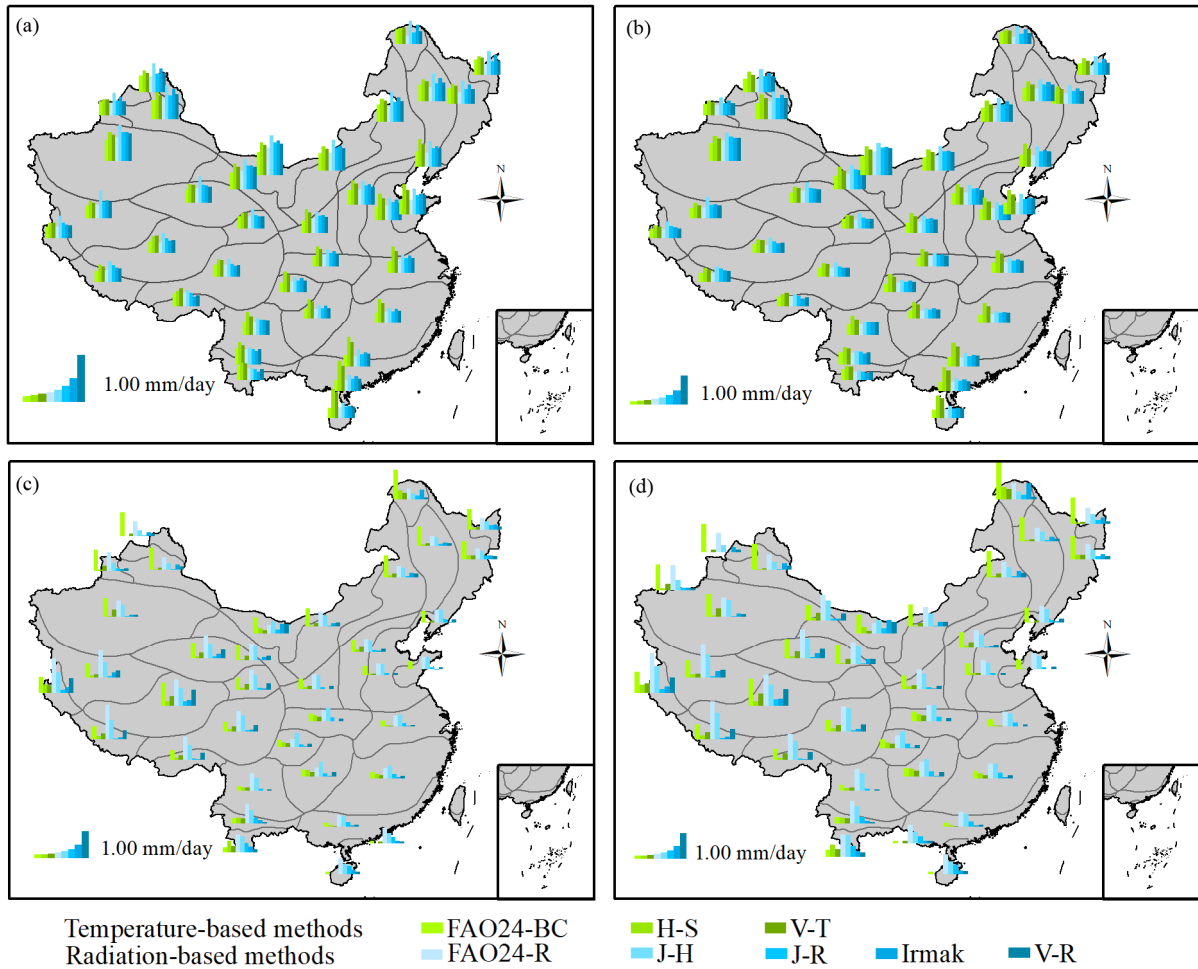 (a)
N
1.00 mm/day
(b)
N
1.00 mm/day
(c)
N
1.00 mm/day
(d)
N
1.00 mm/day
Temperature-based methods FAO24-BC H-S V-T
Radiation-based methods FAO24-R J-H J-R Irmak V-R